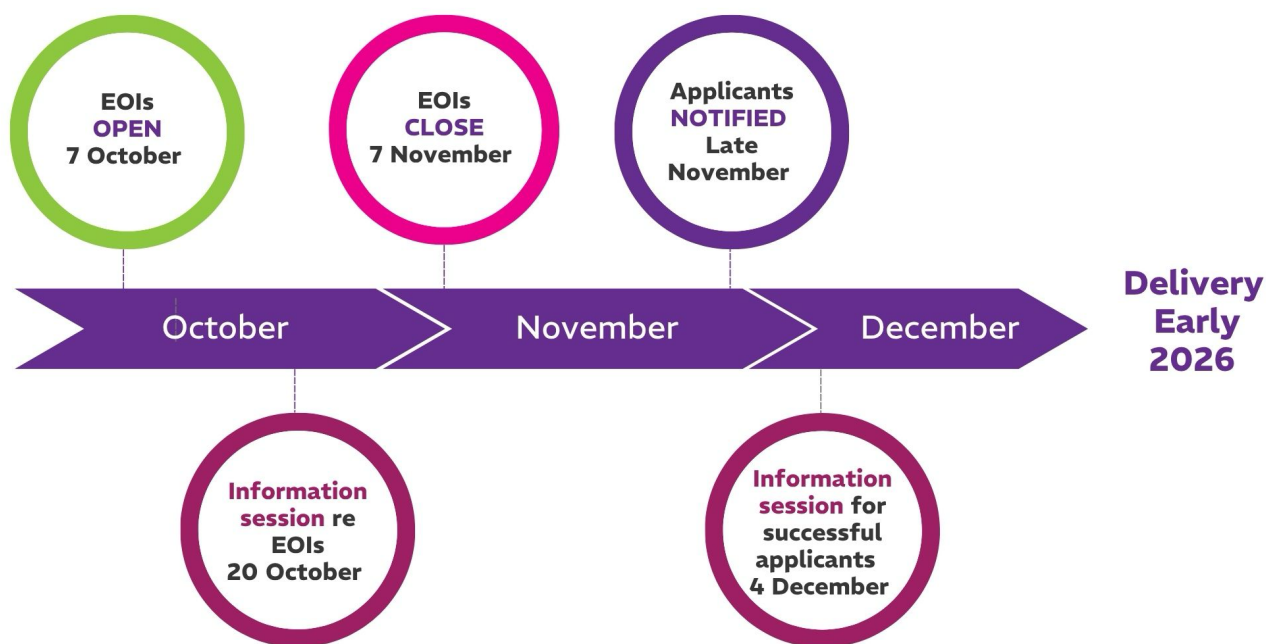 EOIs
OPEN
7 October
EOIs
CLOSE
7 November
Applicants
NOTIFIED
Late
November
October
November
December
Delivery
Early
2026
Information
session re
EOIs
20 October
Information
session for
successful
applicants
4 December